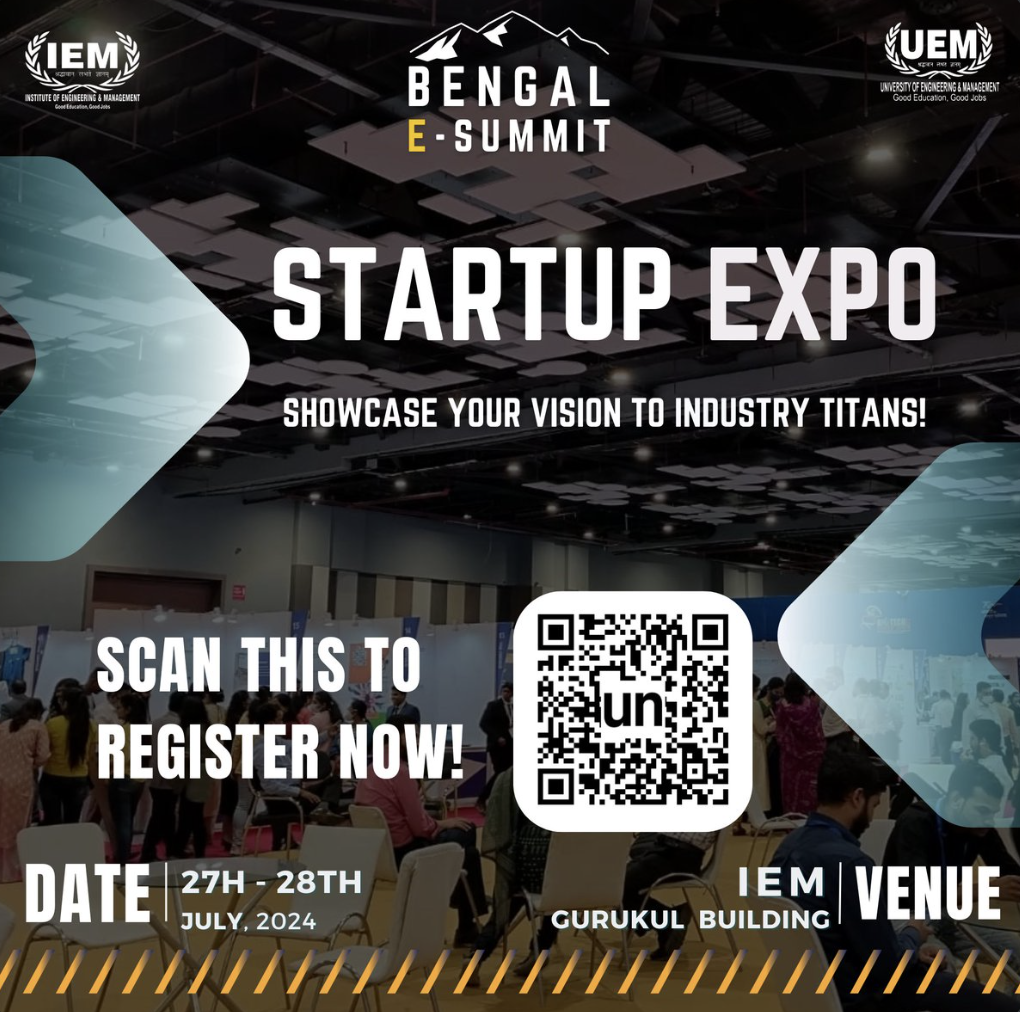 IEM
INSTITUTE OF ENGINEERING & MANAGEMENT
Good Education, Good Jobs
BENGAL
E-SUMMIT
UEM
UNIVERSITY OF ENGINEERING & MANAGEMENT
Good Education, Good Jobs
STARTUP EXPO
SHOWCASE YOUR VISION TO INDUSTRY TITANS!
SCAN THIS TO
REGISTER NOW!
un
DATE
27H - 28TH
JULY, 2024
IEM
GURUKUL BUILDING
VENUE